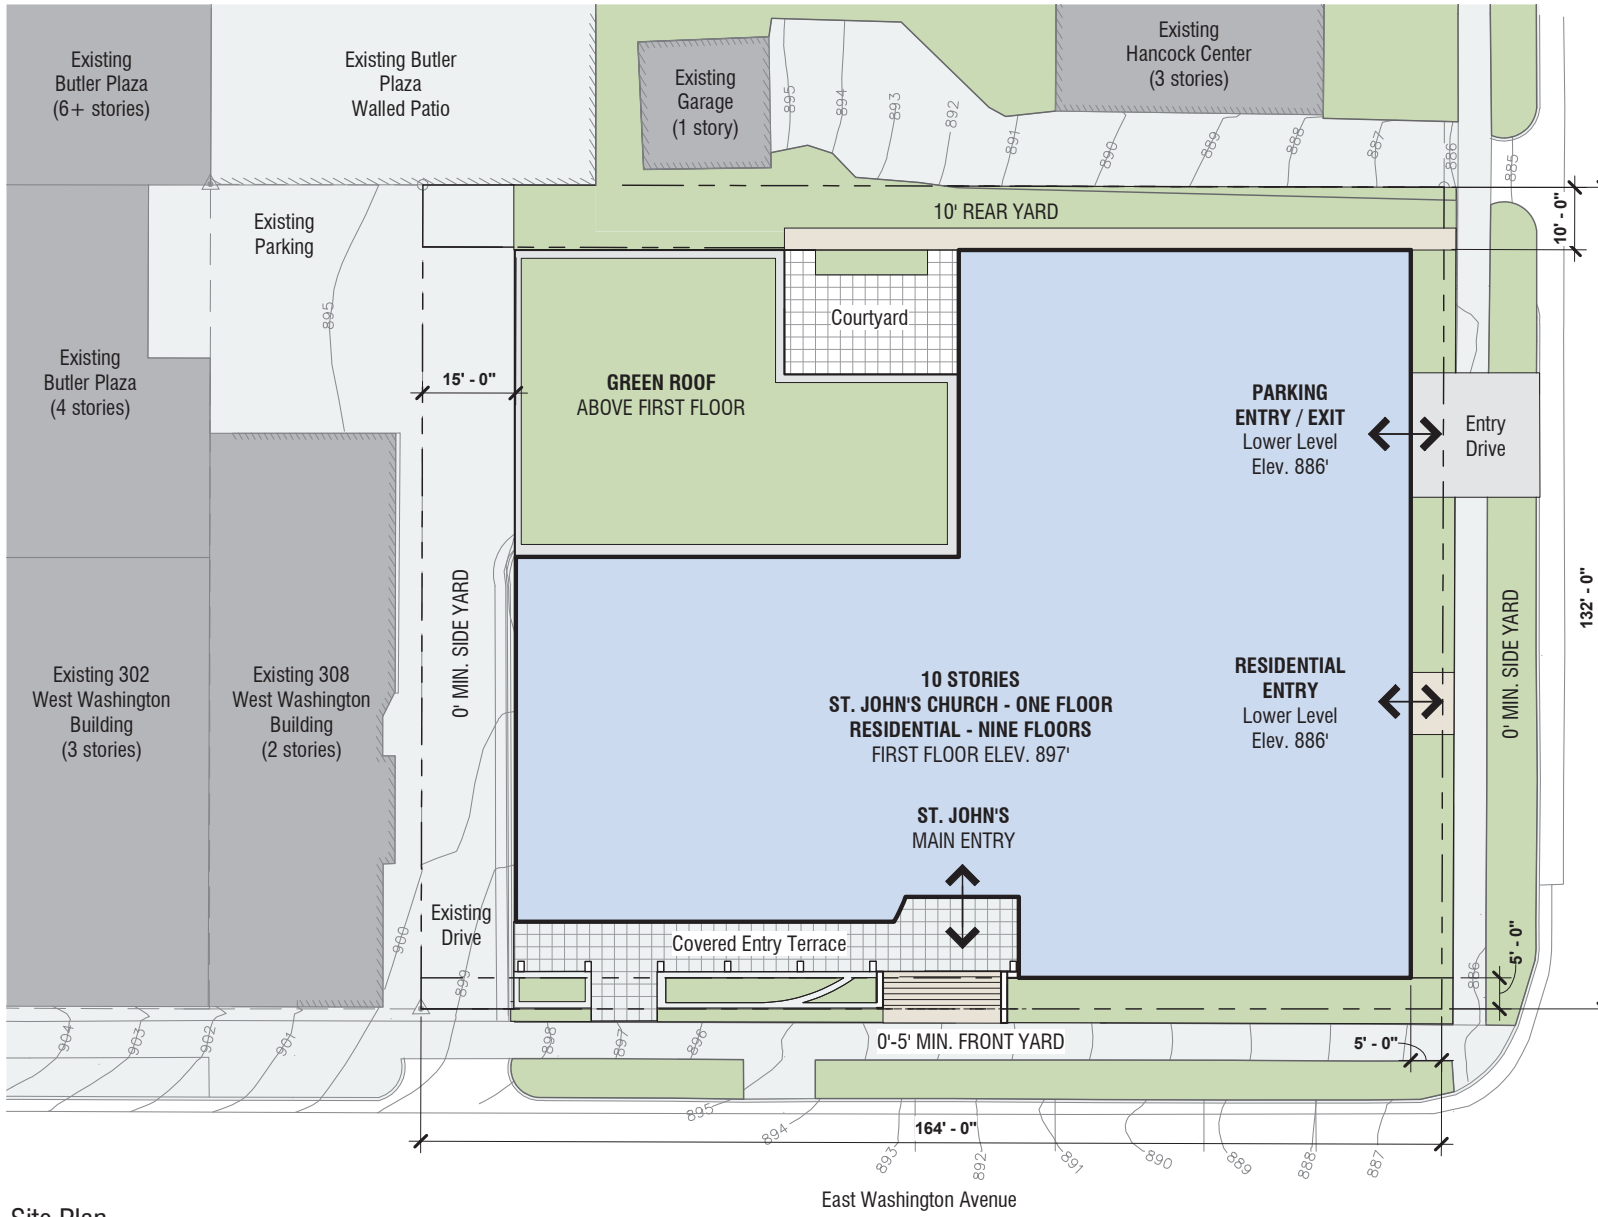 Existing
Butler Plaza
(6+ stories)
Existing Butler
Plaza
Walled Patio
Existing
Garage
(1 story)
Existing
Hancock Center
(3 stories)
895
894
893
892
891
890
889
888
887
886
885
Existing
Parking
10' REAR YARD
10' - 0"
895
Existing
Butler Plaza
(4 stories)
15' - 0"
GREEN ROOF
ABOVE FIRST FLOOR
Courtyard
PARKING
ENTRY / EXIT
Lower Level
Elev. 886'
Entry
Drive
132' - 0"
0' MIN. SIDE YARD
0' MIN. SIDE YARD
Existing 302
West Washington
Building
(3 stories)
Existing 308
West Washington
Building
(2 stories)
10 STORIES
ST. JOHN'S CHURCH - ONE FLOOR
RESIDENTIAL - NINE FLOORS
FIRST FLOOR ELEV. 897'
RESIDENTIAL
ENTRY
Lower Level
Elev. 886'
ST. JOHN'S
MAIN ENTRY
Existing
Drive
Covered Entry Terrace
900
899
886
5' - 0"
904
903
902
901
898
897
896
0'-5' MIN. FRONT YARD
5' - 0"
895
894
164' - 0"
893
892
891
890
889
888
887
East Washington Avenue
Site Plan